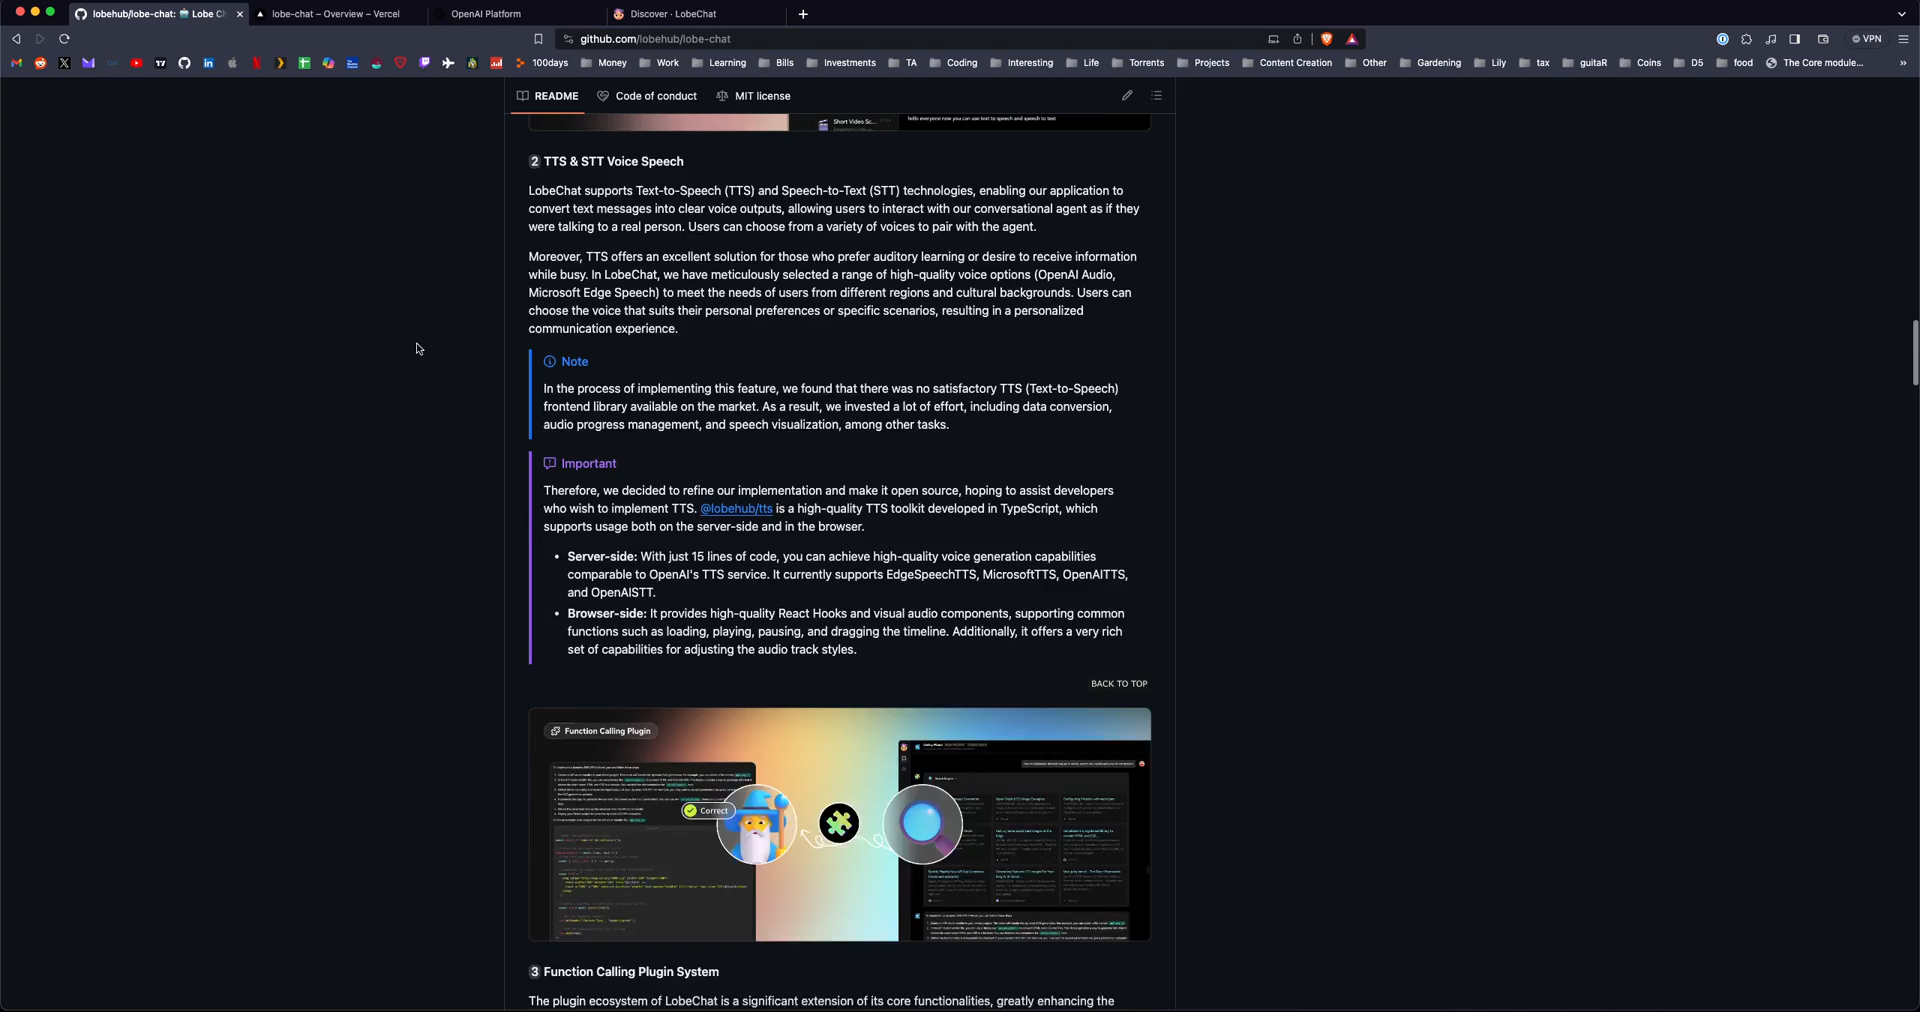 lobehub/lobe-chat: 🤯 Lobe Ch
lobe-chat – Overview – Vercel
OpenAI Platform
Discover · LobeChat
github.com/lobehub/lobe-chat
VPN
100days
Money
Work
Learning
Bills
Investments
TA
Coding
Interesting
Life
Torrents
Projects
Content Creation
Other
Gardening
Lily
tax
guitaR
Coins
D5
food
The Core module...
README
Code of conduct
MIT license
Short Video Sc...
hello everyone now you can use text to speech and speech to text
2 TTS & STT Voice Speech
LobeChat supports Text-to-Speech (TTS) and Speech-to-Text (STT) technologies, enabling our application to
convert text messages into clear voice outputs, allowing users to interact with our conversational agent as if they
were talking to a real person. Users can choose from a variety of voices to pair with the agent.
Moreover, TTS offers an excellent solution for those who prefer auditory learning or desire to receive information
while busy. In LobeChat, we have meticulously selected a range of high-quality voice options (OpenAI Audio,
Microsoft Edge Speech) to meet the needs of users from different regions and cultural backgrounds. Users can
choose the voice that suits their personal preferences or specific scenarios, resulting in a personalized
communication experience.
Note
In the process of implementing this feature, we found that there was no satisfactory TTS (Text-to-Speech)
frontend library available on the market. As a result, we invested a lot of effort, including data conversion,
audio progress management, and speech visualization, among other tasks.
Important
Therefore, we decided to refine our implementation and make it open source, hoping to assist developers
who wish to implement TTS. @lobehub/tts is a high-quality TTS toolkit developed in TypeScript, which
supports usage both on the server-side and in the browser.
• Server-side: With just 15 lines of code, you can achieve high-quality voice generation capabilities
comparable to OpenAI's TTS service. It currently supports EdgeSpeechTTS, MicrosoftTTS, OpenAITTS,
and OpenAISTT.
• Browser-side: It provides high-quality React Hooks and visual audio components, supporting common
functions such as loading, playing, pausing, and dragging the timeline. Additionally, it offers a very rich
set of capabilities for adjusting the audio track styles.
BACK TO TOP
Function Calling Plugin
Correct
3 Function Calling Plugin System
The plugin ecosystem of LobeChat is a significant extension of its core functionalities, greatly enhancing the